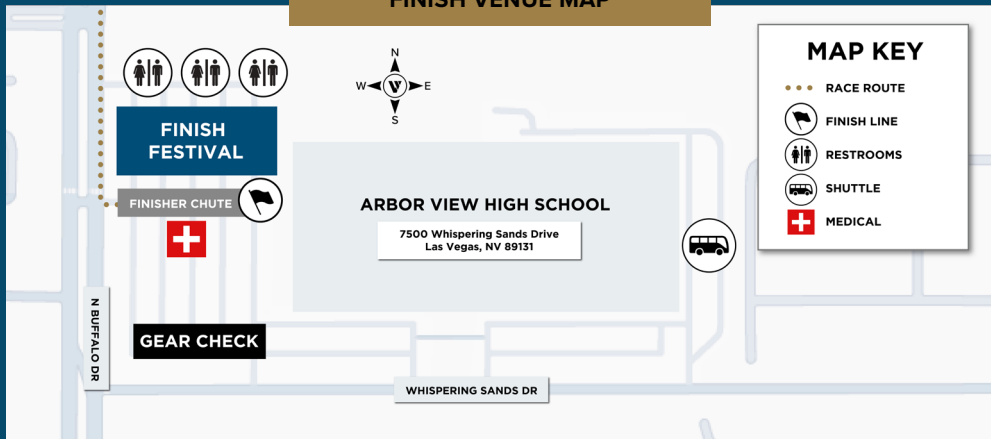 FINISH VENUE MAP
N
W
E
S
FINISH
FESTIVAL
FINISHER CHUTE
ARBOR VIEW HIGH SCHOOL
7500 Whispering Sands Drive
Las Vegas, NV 89131
N BUFFALO DR
GEAR CHECK
WHISPERING SANDS DR
MAP KEY
RACE ROUTE
FINISH LINE
RESTROOMS
SHUTTLE
MEDICAL